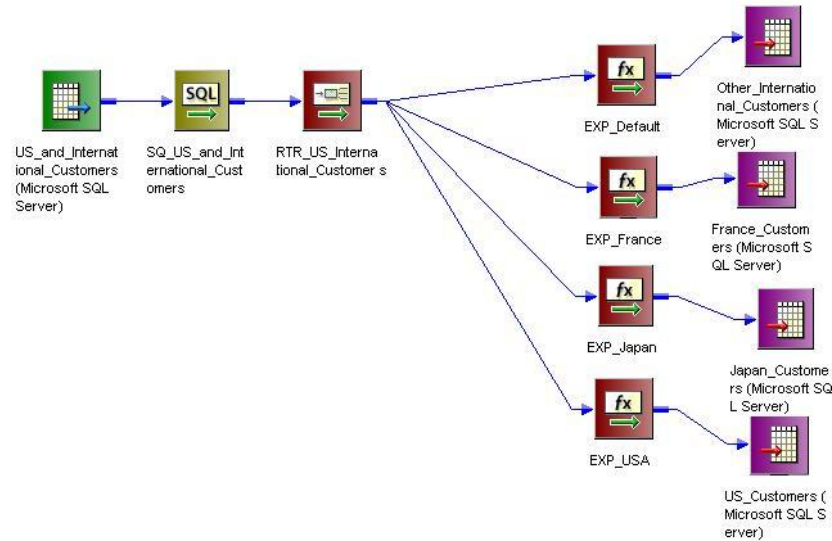 SQL
US_and_Internat
ional_Customers
(Microsoft SQL
Server)
SQ_US_and_Int
ernational_Cust
omers
RTR_US_Interna
tional_Customer s
fx
EXP_Default
Other_Internatio
nal_Customers (
Microsoft SQL S
erver)
fx
EXP_France
France_Custom
ers (Microsoft S
QL Server)
fx
EXP_Japan
Japan_Custome
rs (Microsoft SQ
L Server)
fx
EXP_USA
US_Customers (
Microsoft SQL S
erver)